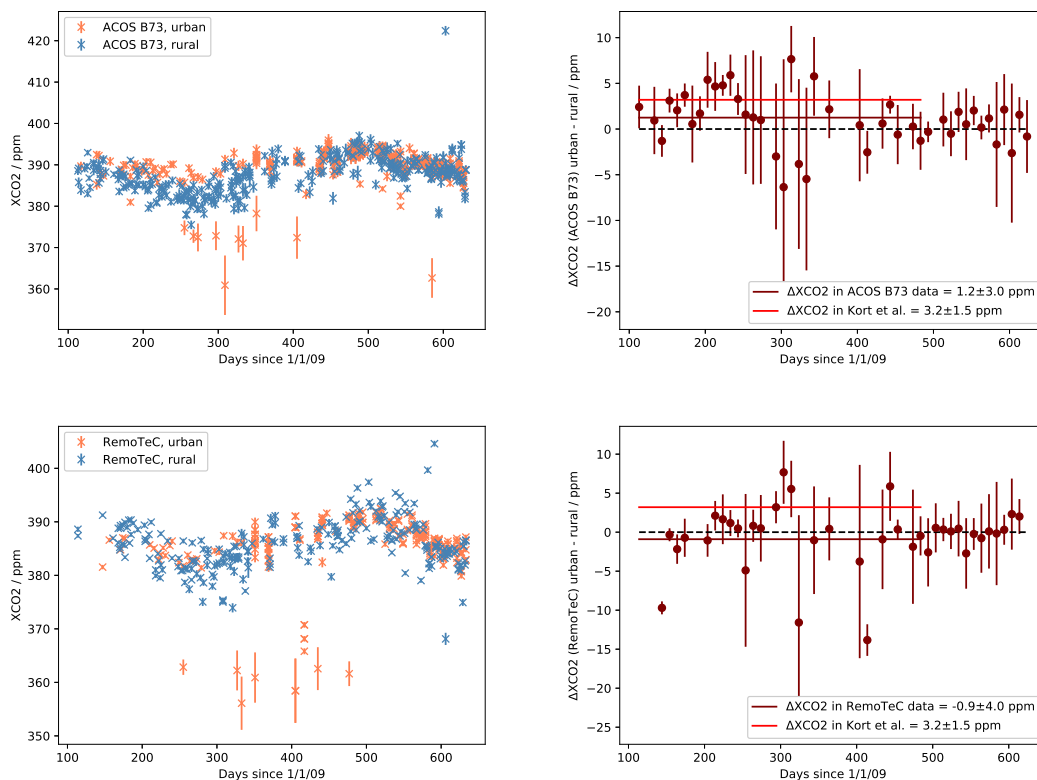 ACOS B73, urban
ACOS B73, rural
420
410
400
390
380
370
360
XCO2 / ppm
100 200 300 400 500 600
Days since 1/1/09
10
5
0
−5
−10
−15
−20
ΔXCO2 (ACOS B73) urban - rural / ppm
ΔXCO2 in ACOS B73 data = 1.2±3.0 ppm
ΔXCO2 in Kort et al. = 3.2±1.5 ppm
100 200 300 400 500 600
Days since 1/1/09
RemoTeC, urban
RemoTeC, rural
400
390
380
370
360
350
XCO2 / ppm
100 200 300 400 500 600
Days since 1/1/09
10
5
0
−5
−10
−15
−20
−25
ΔXCO2 (RemoTeC) urban - rural / ppm
ΔXCO2 in RemoTeC data = -0.9±4.0 ppm
ΔXCO2 in Kort et al. = 3.2±1.5 ppm
100 200 300 400 500 600
Days since 1/1/09